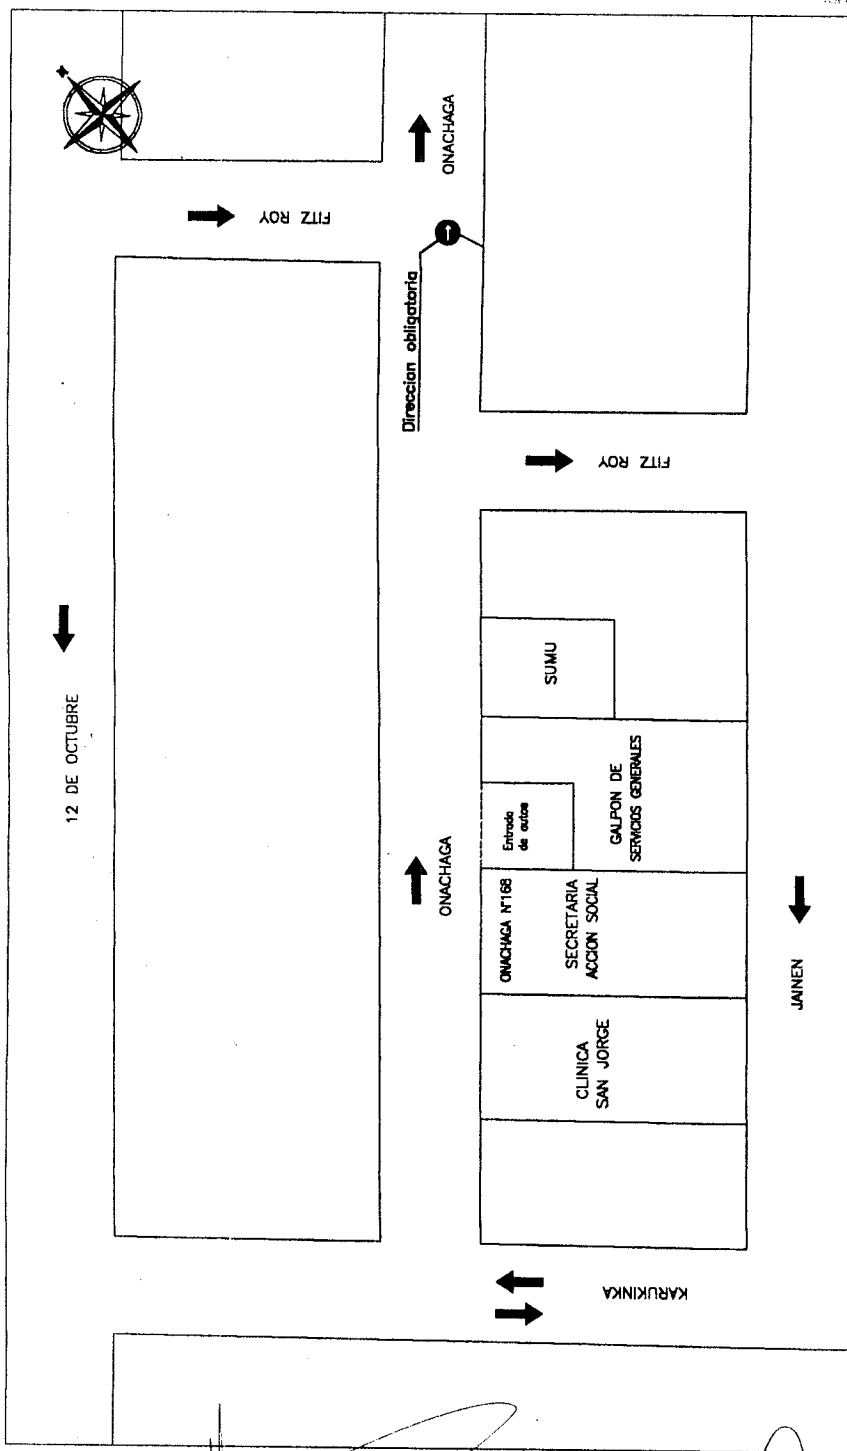 ONACHAGA
FITZ ROY
Direccion obligatoria
FITZ ROY
12 DE OCTUBRE
SUMU
GALPON DE
SERVICIOS GENERALES
Entrada
de autos
ONACHAGA
ONACHAGA N°168
SECRETARIA
ACCION SOCIAL
JAINEN
CLINICA
SAN JORGE
KARUKINKA